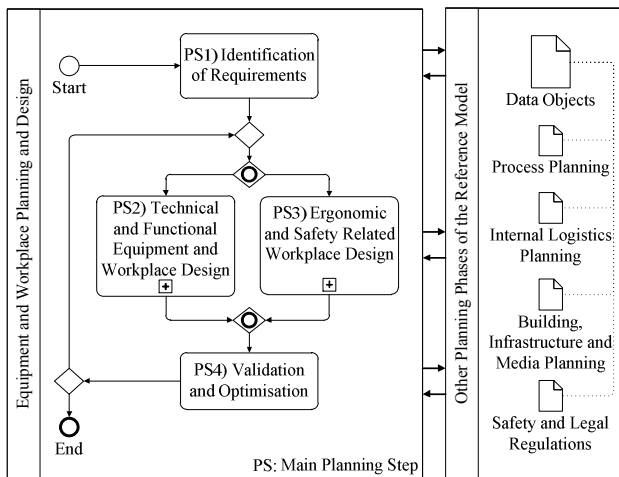 Equipment and Workplace Planning and Design
Start
PS1) Identification
of Requirements
PS2) Technical
and Functional
Equipment and
Workplace Design
PS3) Ergonomic
and Safety Related
Workplace Design
PS4) Validation
and Optimisation
End
PS: Main Planning Step
Other Planning Phases of the Reference Model
Data Objects
Process Planning
Internal Logistics
Planning
Building,
Infrastructure and
Media Planning
Safety and Legal
Regulations